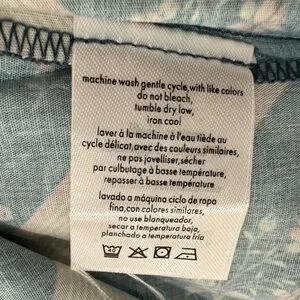 machine wash gentle cycle,with like colors
do not bleach,
tumble dry low,
iron cool
laver à la machine à l'eau tiède au
cycle délicat,avec des couleurs similaires,
ne pas javelliser,sécher
par culbutage à basse température,
repasser à basse température,
lavado a máquina ciclo de ropa
fina,con colores similares,
no use blanqueador,
secar a temperatura baja,
planchado a temperatura fría